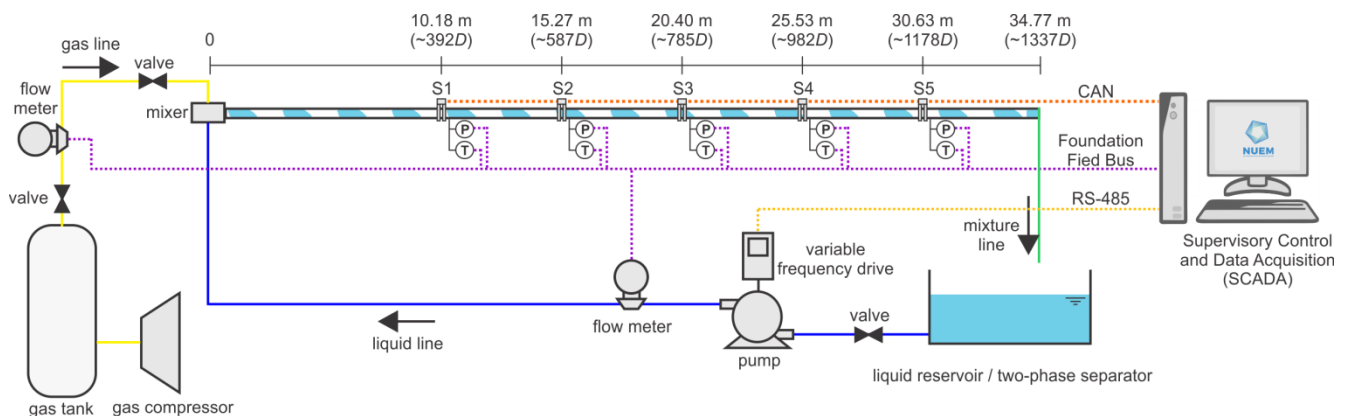 10.18 m
(~392D)
15.27 m
(~587D)
20.40 m
(~785D)
25.53 m
(~982D)
30.63 m
(~1178D)
34.77 m
(~1337D)
0
gas line
valve
flow
meter
mixer
S1
S2
S3
S4
S5
CAN
P
T
P
T
P
T
P
T
P
T
Foundation
Fied Bus
NUEM
valve
RS-485
mixture
line
variable
frequency drive
Supervisory Control
and Data Acquisition
(SCADA)
liquid line
flow meter
pump
valve
liquid reservoir / two-phase separator
gas tank
gas compressor